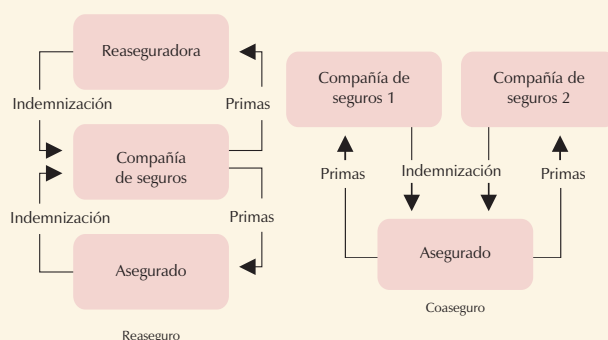 Reaseguradora
Indemnización
Primas
Compañía
de seguros
Indemnización
Primas
Asegurado
Reaseguro
Compañía de
seguros 1
Compañía de
seguros 2
Primas
Indemnización
Primas
Asegurado
Coaseguro